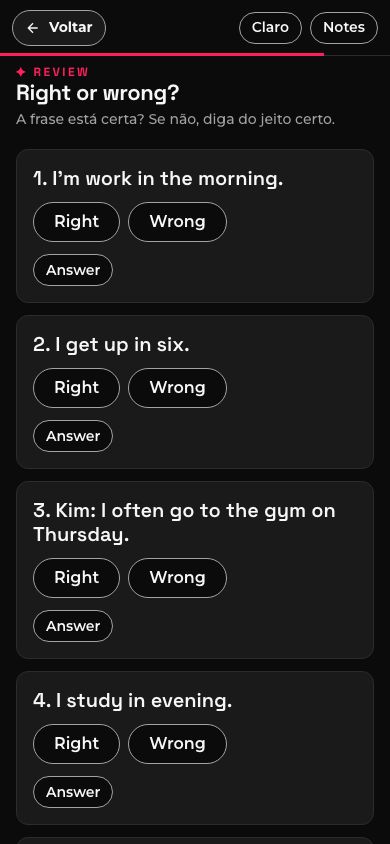 ← Voltar
Claro
Notes
✦ REVIEW
Right or wrong?
A frase está certa? Se não, diga do jeito certo.
1. I'm work in the morning.
Right
Wrong
Answer
2. I get up in six.
Right
Wrong
Answer
3. Kim: I often go to the gym on
Thursday.
Right
Wrong
Answer
4. I study in evening.
Right
Wrong
Answer